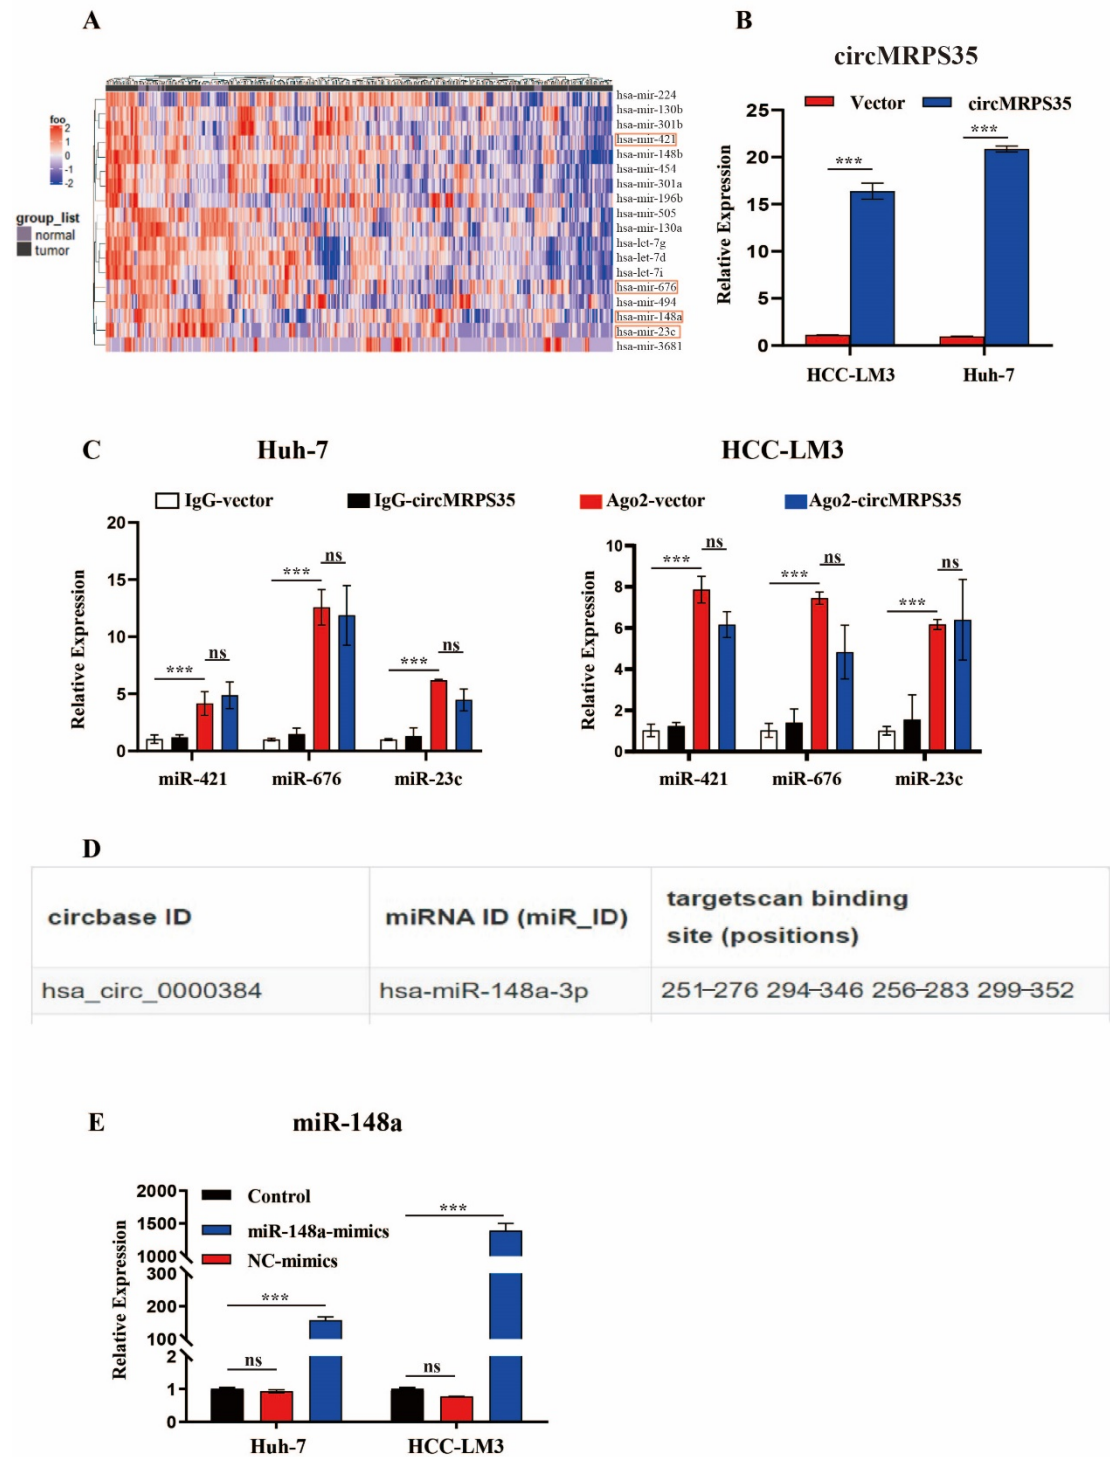 A
foo
2
1
0
-1
-2
group_list
normal
tumor
hsa-mir-224
hsa-mir-130b
hsa-mir-301b
hsa-mir-421
hsa-mir-148b
hsa-mir-454
hsa-mir-301a
hsa-mir-196b
hsa-mir-505
hsa-mir-130a
hsa-let-7g
hsa-let-7d
hsa-let-7i
hsa-mir-676
hsa-mir-494
hsa-mir-148a
hsa-mir-23c
hsa-mir-3681
B
circMRPS35
Vector circMRPS35
Relative Expression
25
20
15
10
5
0
*** ***
HCC-LM3 Huh-7
C
Huh-7 HCC-LM3
IgG-vector IgG-circMRPS35 Ago2-vector Ago2-circMRPS35
Relative Expression
20
15
10
5
0
*** ns *** ns *** ns
miR-421 miR-676 miR-23c
Relative Expression
10
8
6
4
2
0
*** ns *** ns *** ns
miR-421 miR-676 miR-23c
D
circbase ID miRNA ID (miR_ID) targetscan binding
site (positions)
hsa_circ_0000384 hsa-miR-148a-3p 251–276 294–346 256–283 299–352
E
miR-148a
Control
miR-148a-mimics
NC-mimics
Relative Expression
2000
1500
1000
300
200
100
2
1
0
ns *** ns ***
Huh-7 HCC-LM3